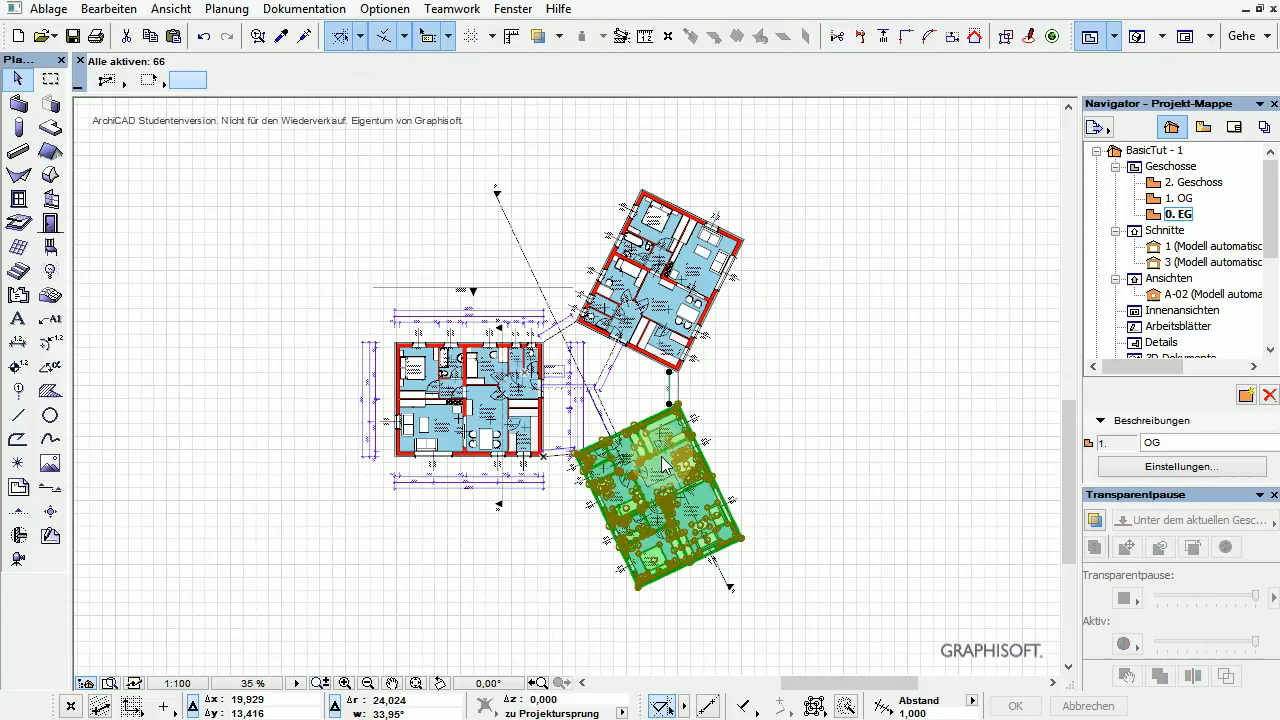 Ablage Bearbeiten Ansicht Planung Dokumentation Optionen Teamwork Fenster Hilfe
Gehe
Pla...
Alle aktiven: 66
ArchiCAD Studentenversion. Nicht für den Wiederverkauf. Eigentum von Graphisoft.
A1
1.2
Navigator - Projekt-Mappe
BasicTut - 1
Geschosse
2. Geschoss
1. OG
0. EG
Schnitte
1 (Modell automatisc
3 (Modell automatisc
Ansichten
A-02 (Modell automa
Innenansichten
Arbeitsblätter
Details
Beschreibungen
1. OG
Einstellungen...
Transparentpause
Unter dem aktuellen Gesc...
Transparentpause:
Aktiv:
GRAPHISOFT.
1:100 35 % 0,00°
Δx: 19,929
Δy: 13,416
Δr: 24,024
w: 33,95°
Δz: 0,000
zu Projektursprung
Abstand
1,000
OK
Abbrechen